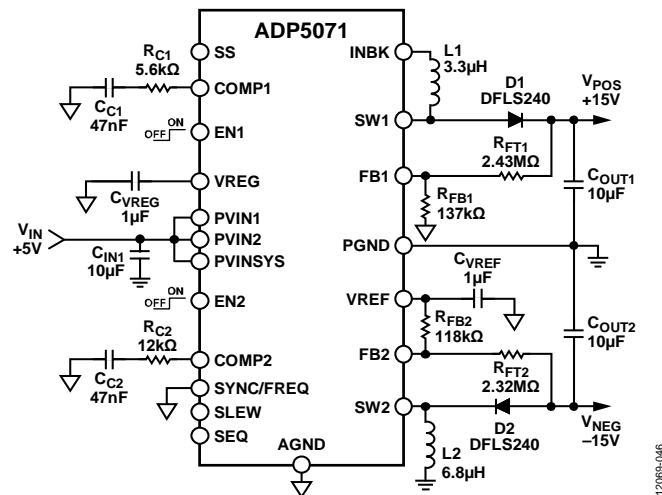 ADP5071
RC1
5.6kΩ
CC1
47nF
SS
COMP1
ON
OFF
EN1
VREG
CVREG
1µF
VIN
+5V
CIN1
10µF
PVIN1
PVIN2
PVINSYS
ON
OFF
EN2
RC2
12kΩ
CC2
47nF
COMP2
SYNC/FREQ
SLEW
SEQ
AGND
INBK
L1
3.3µH
SW1
D1
DFLS240
VPOS
+15V
RFT1
2.43MΩ
FB1
RFB1
137kΩ
COUT1
10µF
PGND
CVREF
1µF
VREF
RFB2
118kΩ
FB2
RFT2
2.32MΩ
COUT2
10µF
SW2
D2
DFLS240
VNEG
–15V
L2
6.8µH
12069-046